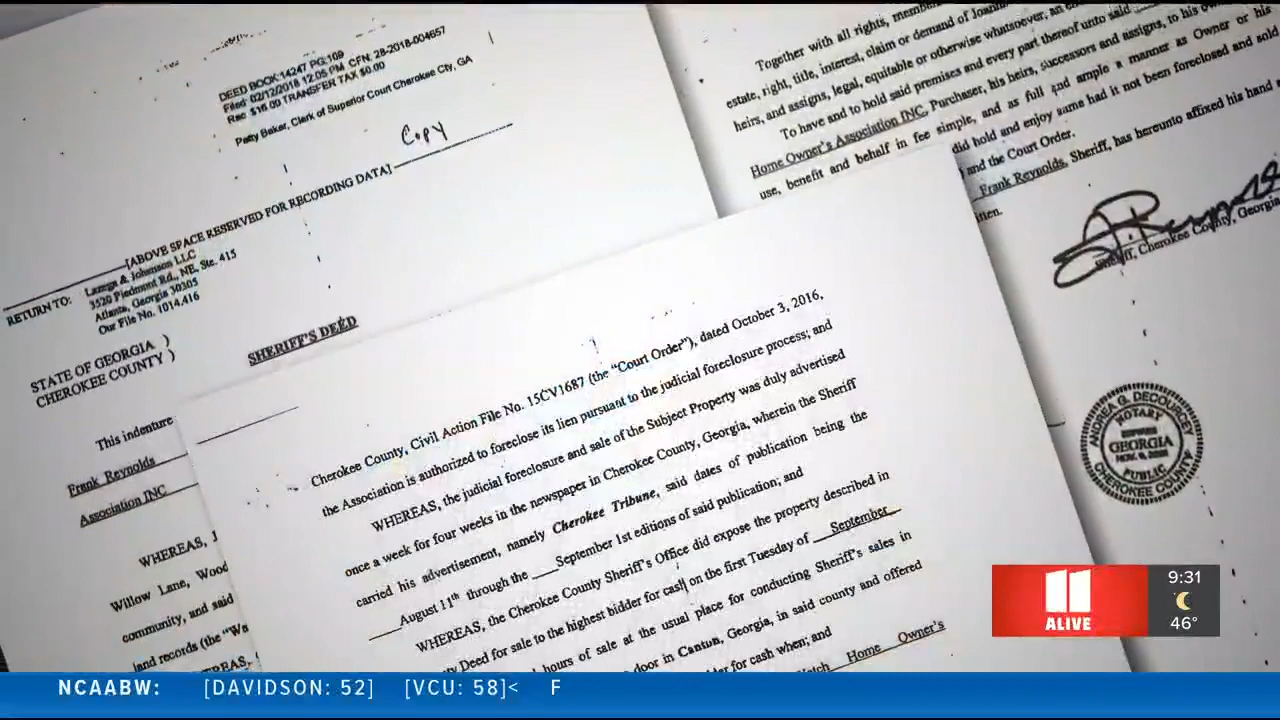 DEED BOOK:14247 PG:109
Filed: 02/12/2018 12:05 PM CFN: 28-2018-004657
Rec: $16.00 TRANSFER TAX $0.00
Patty Baker, Clerk of Superior Court Cherokee Cty, GA
Copy
[ABOVE SPACE RESERVED FOR RECORDING DATA]
RETURN TO: Lazega & Johanson LLC
3520 Piedmont Rd., NE, Ste. 415
Atlanta, Georgia 30305
Our File No. 1014.416
STATE OF GEORGIA )
CHEROKEE COUNTY )
SHERIFF'S DEED
This indenture
Frank Reynolds
Association INC
WHEREAS,
Willow Lane, Wood
community, and said
land records (the "Wa
Together with all rights,
estate, right, title, interest, claim or demand of
heirs, and assigns, legal, equitable or otherwise whatsoever,
To have and to hold said premises and every part thereof unto said
Home Owner's Association INC, Purchaser, his heirs, successors and assigns, to his
use, benefit and behalf in fee simple, and as full and ample a manner as Owner or his
did hold and enjoy same had it not been foreclosed and sold
and the Court Order.
Frank Reynolds, Sheriff, has hereunto affixed his hand
Sheriff, Cherokee County, Georgia
ANDREA G. DECOURSEY
NOTARY
EXPIRES
GEORGIA
PUBLIC
CHEROKEE COUNTY
Cherokee County, Civil Action File No. 15CV1687 (the "Court Order"), dated October 3, 2016,
the Association is authorized to foreclose its lien pursuant to the judicial foreclosure process; and
WHEREAS, the judicial foreclosure and sale of the Subject Property was duly advertised
once a week for four weeks in the newspaper in Cherokee County, Georgia, wherein the Sheriff
carried his advertisement, namely Cherokee Tribune, said dates of publication being the
August 11th through the September 1st editions of said publication; and
WHEREAS, the Cherokee County Sheriff's Office did expose the property described in
ty Deed for sale to the highest bidder for cash on the first Tuesday of September
hours of sale at the usual place for conducting Sheriff's sales in
door in Canton, Georgia, in said county and offered
bidder for cash when; and
Home Owner's
11
ALIVE
9:31
46°
NCAABW: [DAVIDSON: 52] [VCU: 58]< F